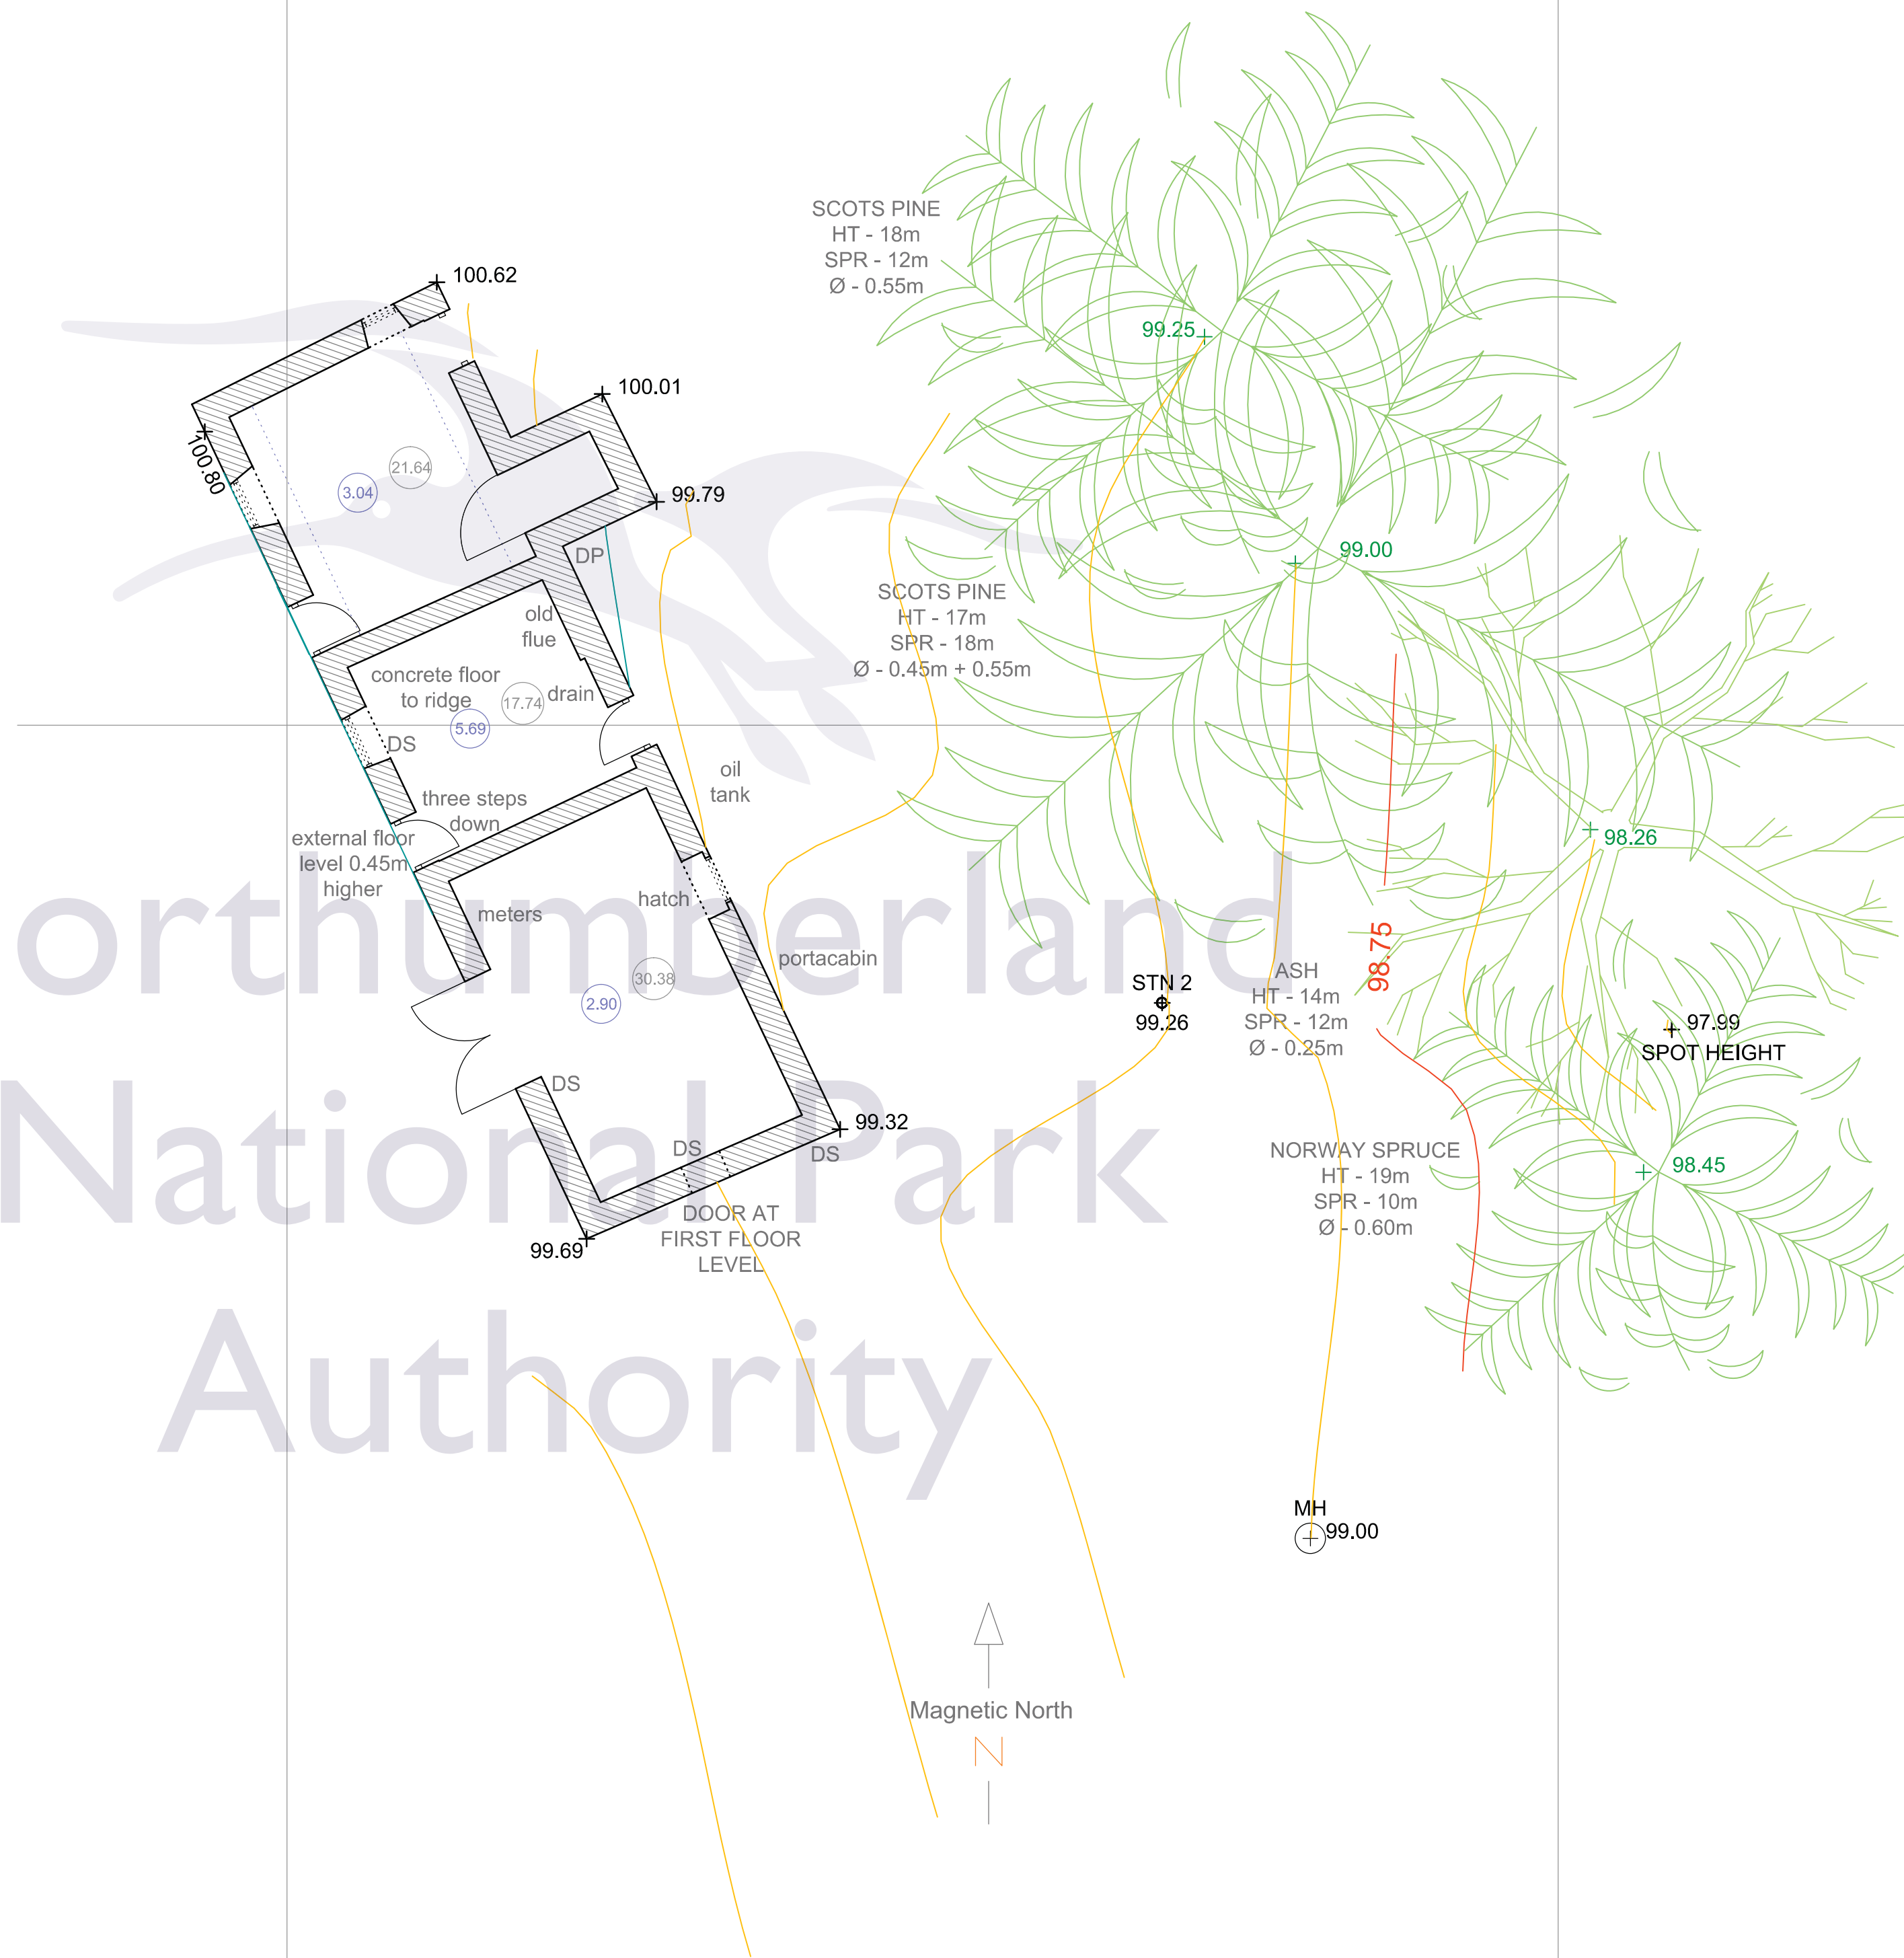 SCOTS PINE
HT - 18m
SPR - 12m
Ø - 0.55m
100.62
99.25
100.01
100.80
21.64
3.04
99.79
DP
99.00
SCOTS PINE
HT - 17m
SPR - 18m
Ø - 0.45m + 0.55m
old
flue
concrete floor
to ridge
17.74
drain
5.69
DS
oil
tank
three steps
down
external floor
level 0.45m
higher
98.26
hatch
meters
orthumberland
National Park
Authority
portacabin
98.75
30.38
2.90
STN 2
99.26
ASH
HT - 14m
SPR - 12m
Ø - 0.25m
97.99
SPOT HEIGHT
DS
99.32
DS
DS
NORWAY SPRUCE
HT - 19m
SPR - 10m
Ø - 0.60m
98.45
DOOR AT
FIRST FLOOR
LEVEL
99.69
MH
99.00
Magnetic North
N